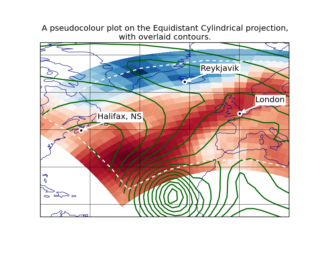 A pseudocolour plot on the Equidistant Cylindrical projection,
with overlaid contours.
Reykjavik
London
Halifax, NS